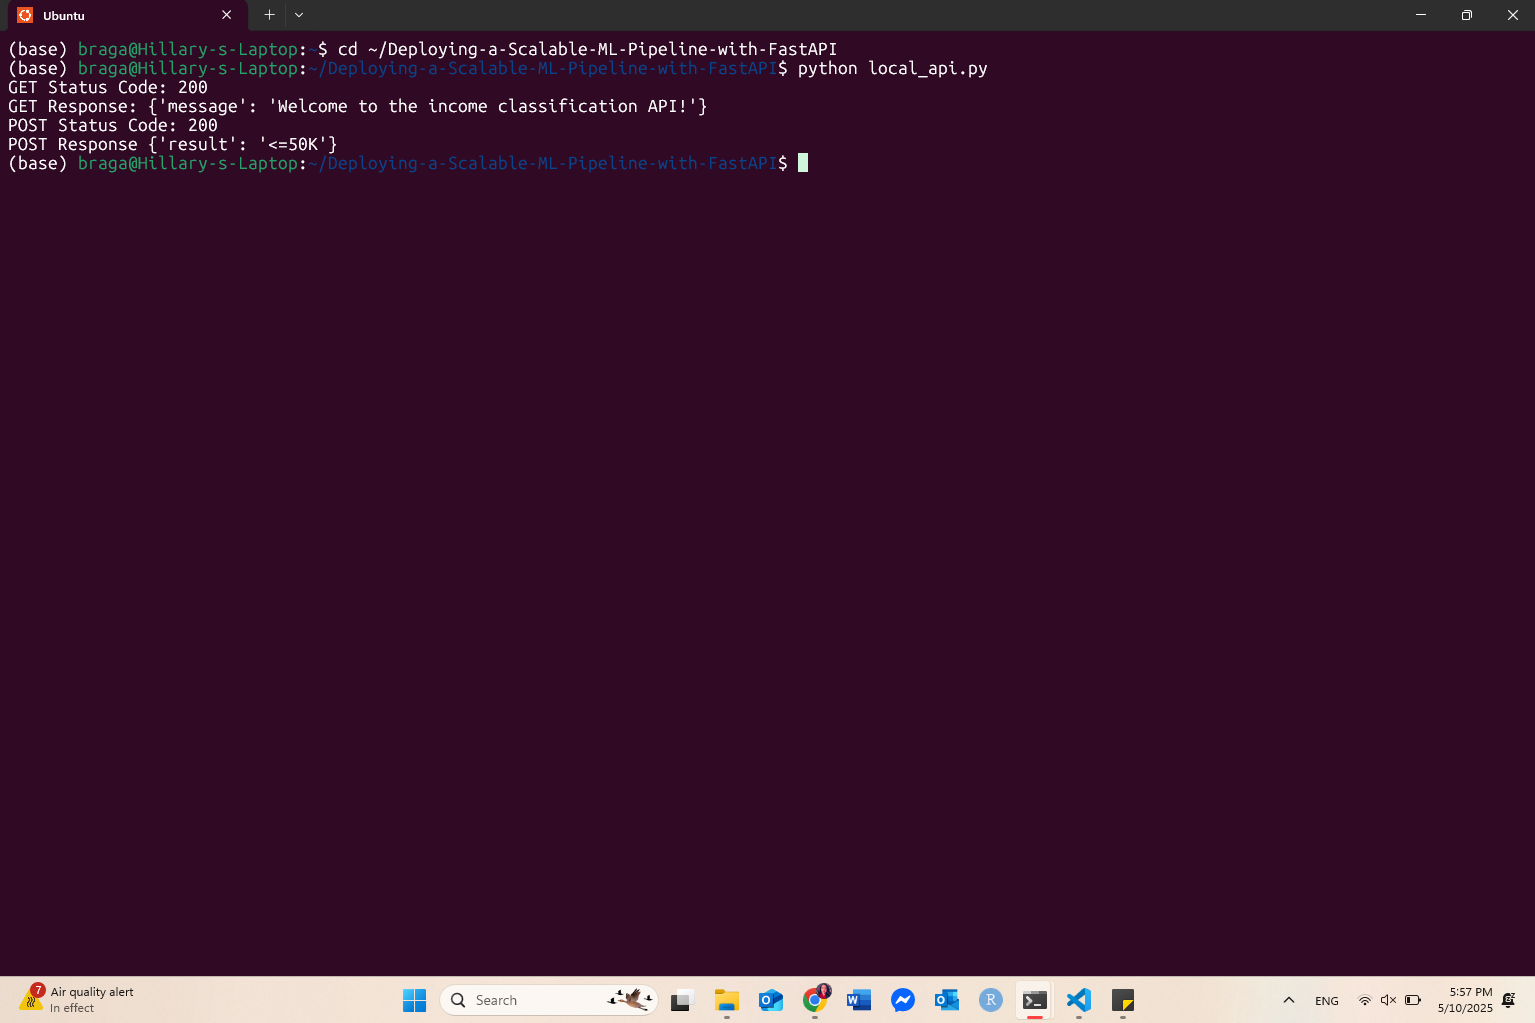 Ubuntu
(base) braga@Hillary-s-Laptop:~$ cd ~/Deploying-a-Scalable-ML-Pipeline-with-FastAPI
(base) braga@Hillary-s-Laptop:~/Deploying-a-Scalable-ML-Pipeline-with-FastAPI$ python local_api.py
GET Status Code: 200
GET Response: {'message': 'Welcome to the income classification API!'}
POST Status Code: 200
POST Response {'result': '<=50K'}
(base) braga@Hillary-s-Laptop:~/Deploying-a-Scalable-ML-Pipeline-with-FastAPI$
7
Air quality alert
In effect
Search
ENG
5:57 PM
5/10/2025